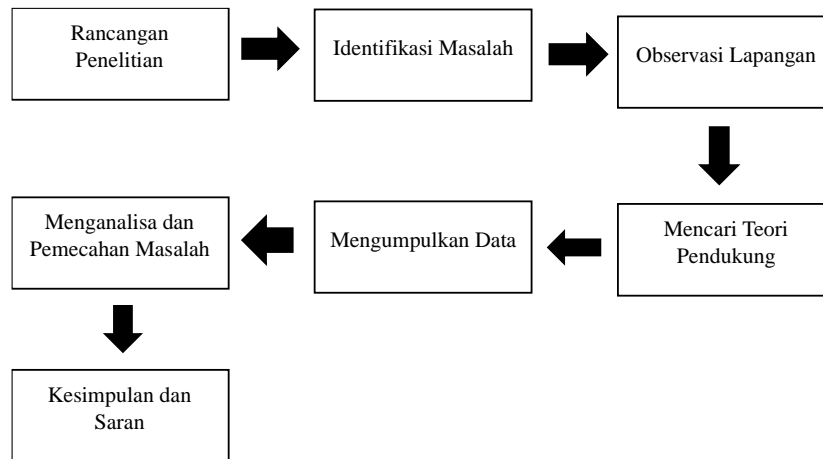 Rancangan
Penelitian
Identifikasi Masalah
Observasi Lapangan
Mencari Teori
Pendukung
Mengumpulkan Data
Menganalisa dan
Pemecahan Masalah
Kesimpulan dan
Saran